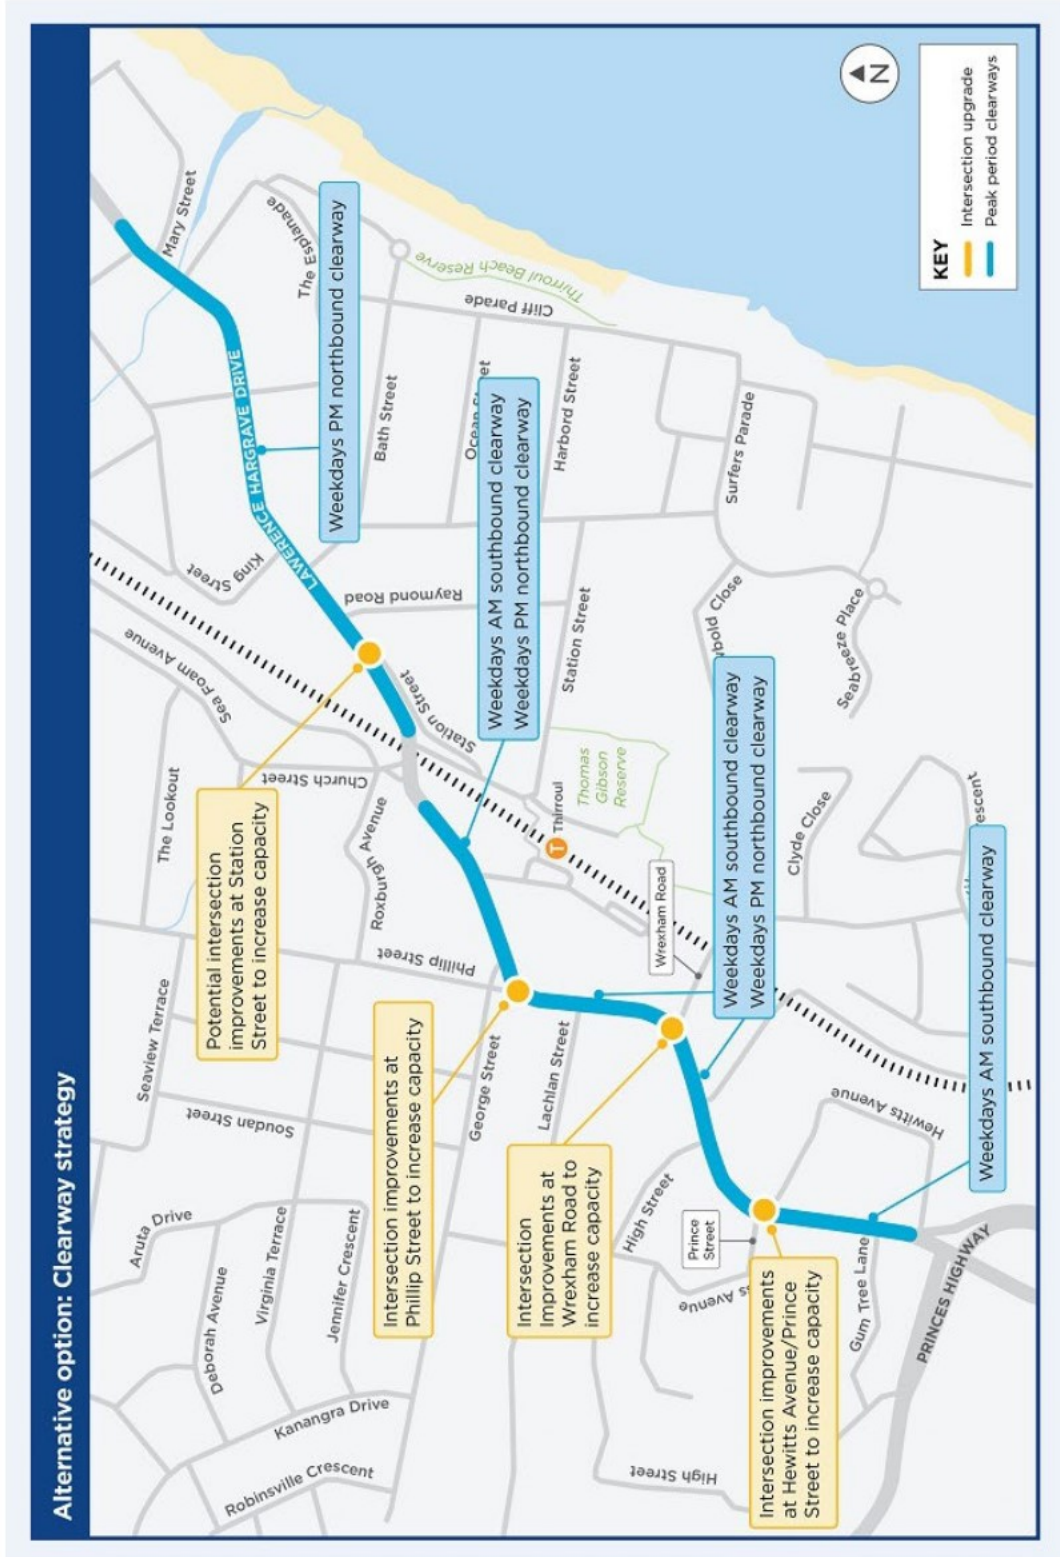 Alternative option: Clearway strategy
N
KEY
Intersection upgrade
Peak period clearways
Mary Street
The Esplanade
Thirroul Beach Reserve
Cliff Parade
LAWERENCE HARGRAVE DRIVE
Weekdays PM northbound clearway
Bath Street
Ocean
Harbord Street
Surfers Parade
King Street
Raymond Road
Weekdays AM southbound clearway
Weekdays PM northbound clearway
Station Street
Seabreeze Place
Sea Foam Avenue
Station Street
Church Street
The Lookout
Roxburgh Avenue
Thirroul
T
Thomas
Gibson
Reserve
Clyde Close
Wrexham Road
Weekdays AM southbound clearway
Weekdays PM northbound clearway
Potential intersection
improvements at Station
Street to increase capacity
Phillip Street
Seaview Terrace
Soudan Street
George Street
Lachlan Street
Intersection improvements at
Phillip Street to increase capacity
Intersection
improvements at
Wrexham Road to
increase capacity
Hewitts Avenue
Weekdays AM southbound clearway
High Street
Prince
Street
Avenue
Gum Tree Lane
PRINCES HIGHWAY
Intersection improvements
at Hewitts Avenue/Prince
Street to increase capacity
Aruta Drive
Deborah Avenue
Virginia Terrace
Jennifer Crescent
Kanangra Drive
Robinsville Crescent
High Street